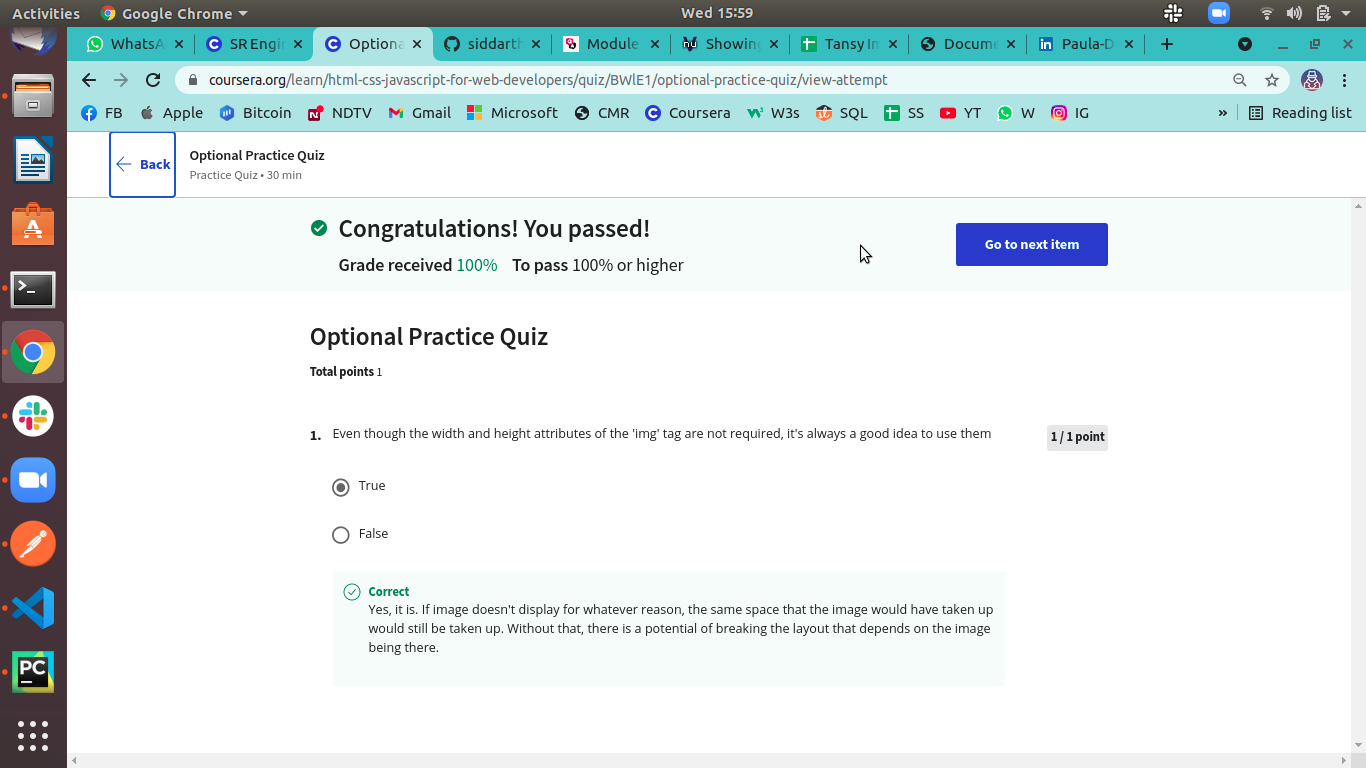 Activities Google Chrome Wed 15:59
WhatsA SR Engin Optiona siddarth Module Showing Tansy In Docume Paula-D
coursera.org/learn/html-css-javascript-for-web-developers/quiz/BWlE1/optional-practice-quiz/view-attempt
FB Apple Bitcoin NDTV Gmail Microsoft CMR Coursera W3s SQL SS YT W IG » Reading list
Back
Optional Practice Quiz
Practice Quiz • 30 min
Congratulations! You passed!
Grade received 100% To pass 100% or higher
Go to next item
Optional Practice Quiz
Total points 1
1. Even though the width and height attributes of the 'img' tag are not required, it's always a good idea to use them
1 / 1 point
True
False
Correct
Yes, it is. If image doesn't display for whatever reason, the same space that the image would have taken up
would still be taken up. Without that, there is a potential of breaking the layout that depends on the image
being there.
PC